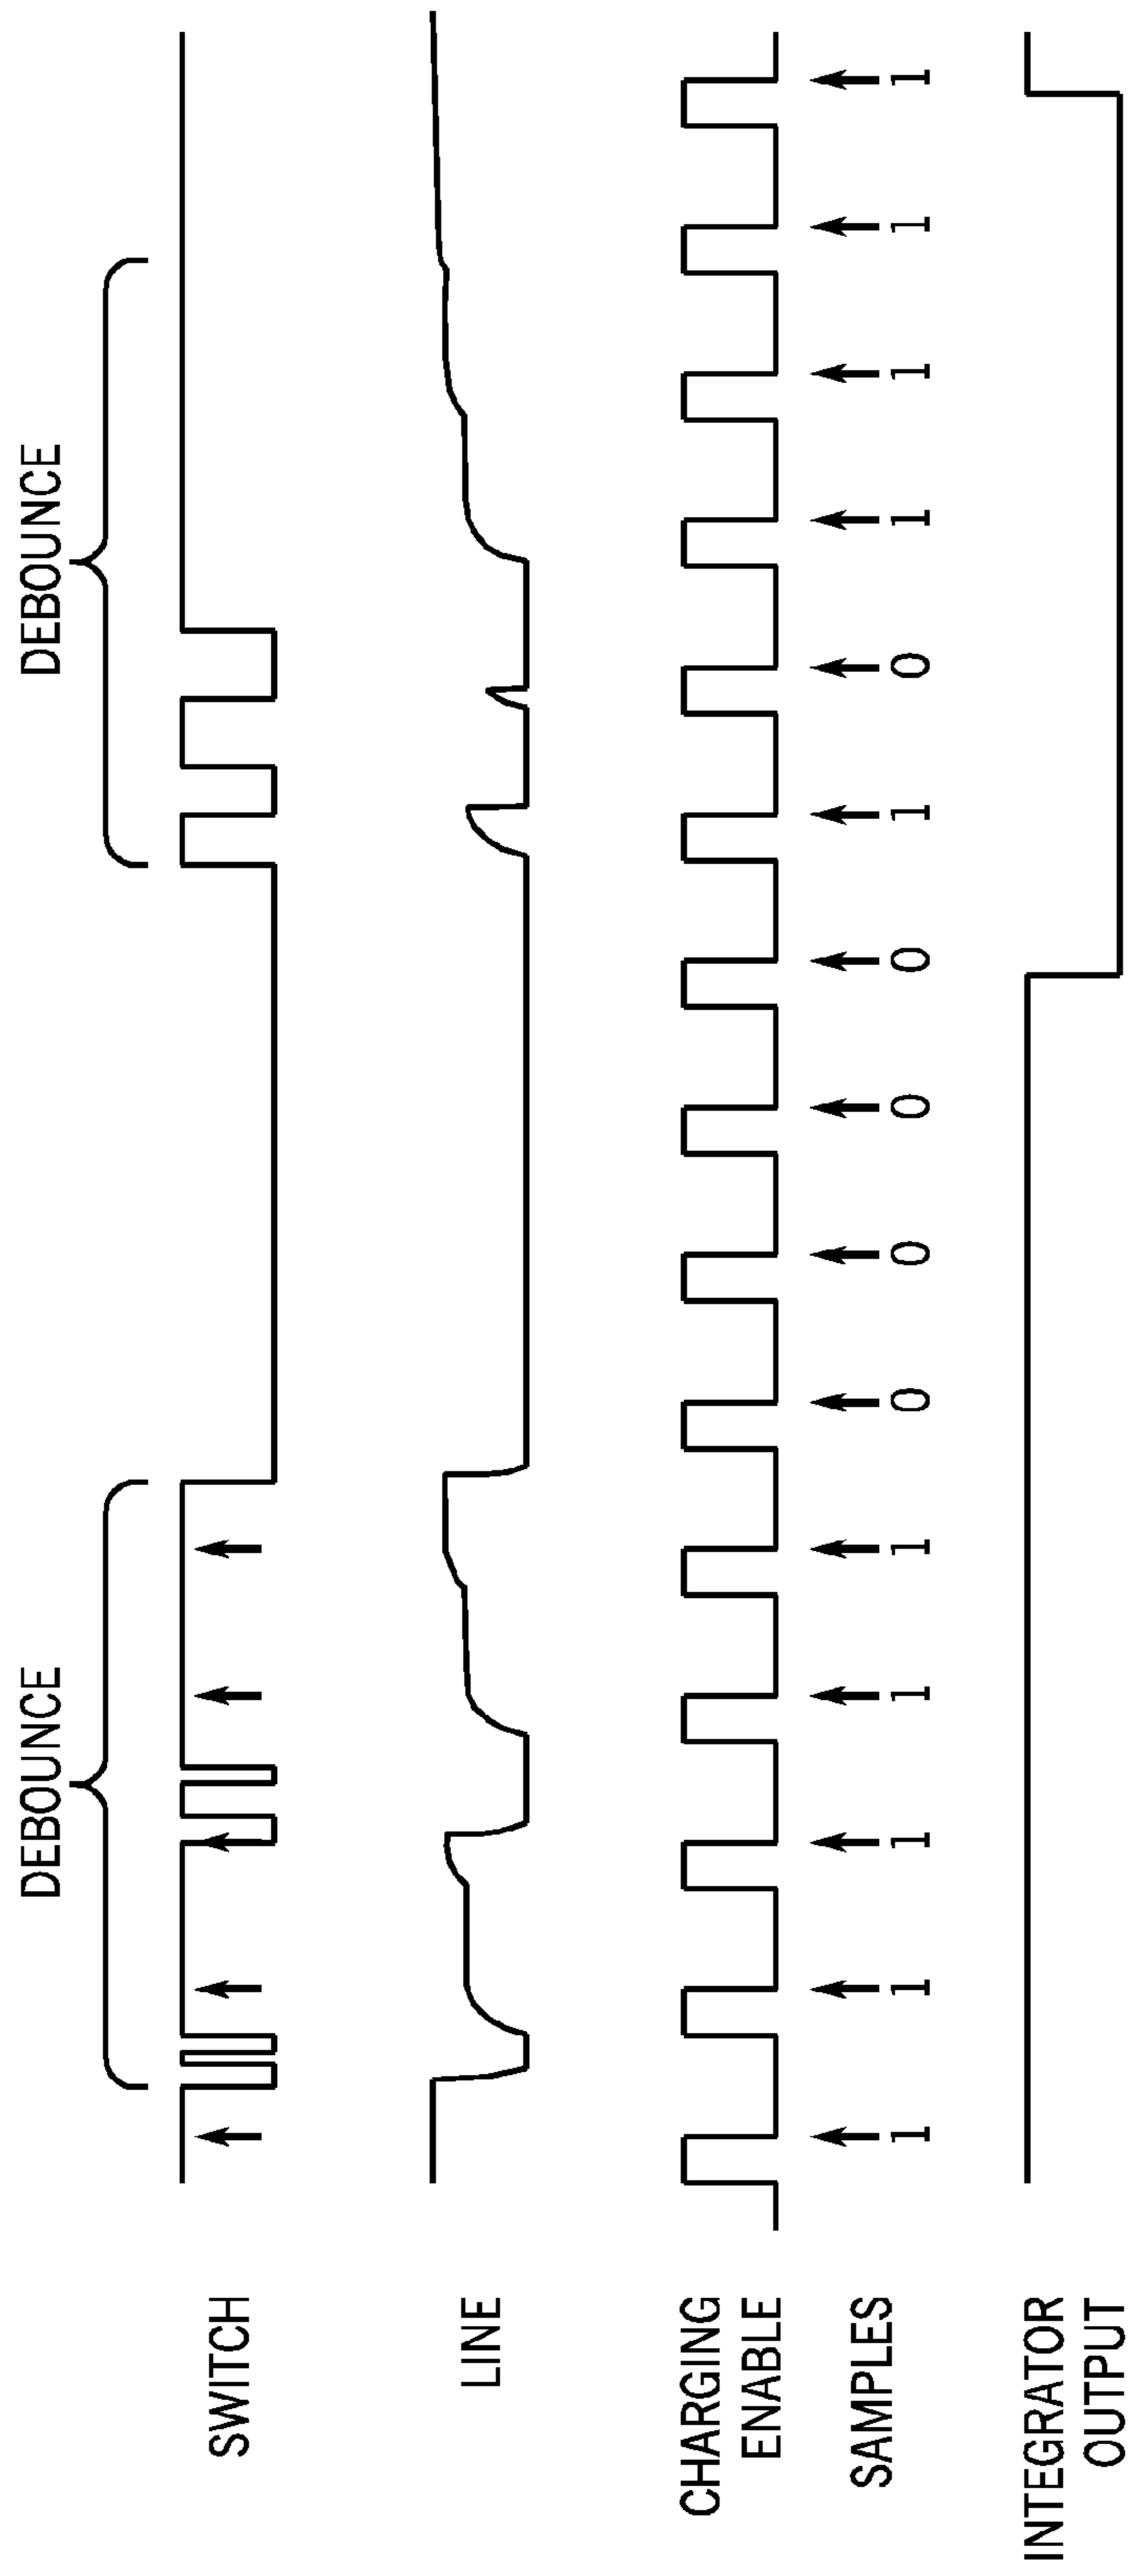 DEBOUNCE DEBOUNCE
SWITCH
LINE
CHARGING
ENABLE
SAMPLES 1 1 1 1 1 0 0 0 0 1 0 1 1 1 1
INTEGRATOR
OUTPUT